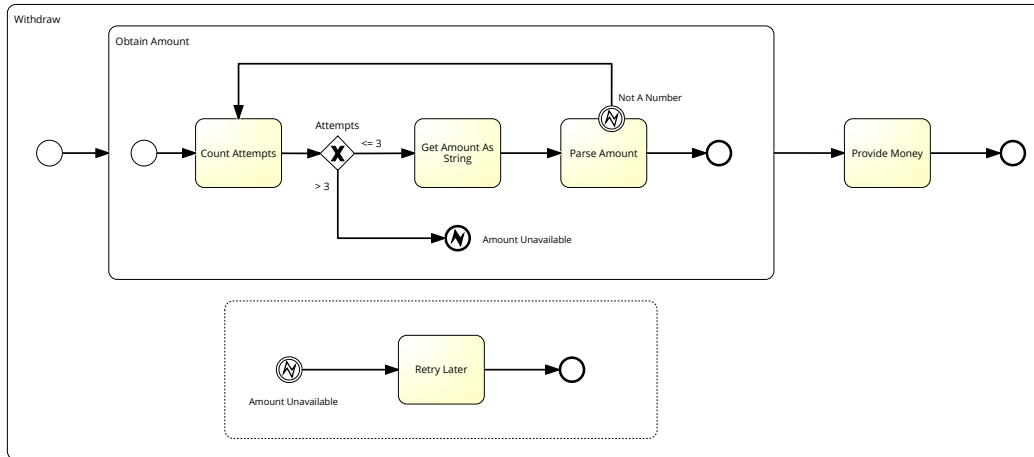 Withdraw
Obtain Amount
Not A Number
Attempts
<= 3
Count Attempts
Get Amount As
String
Parse Amount
Provide Money
> 3
Amount Unavailable
Retry Later
Amount Unavailable